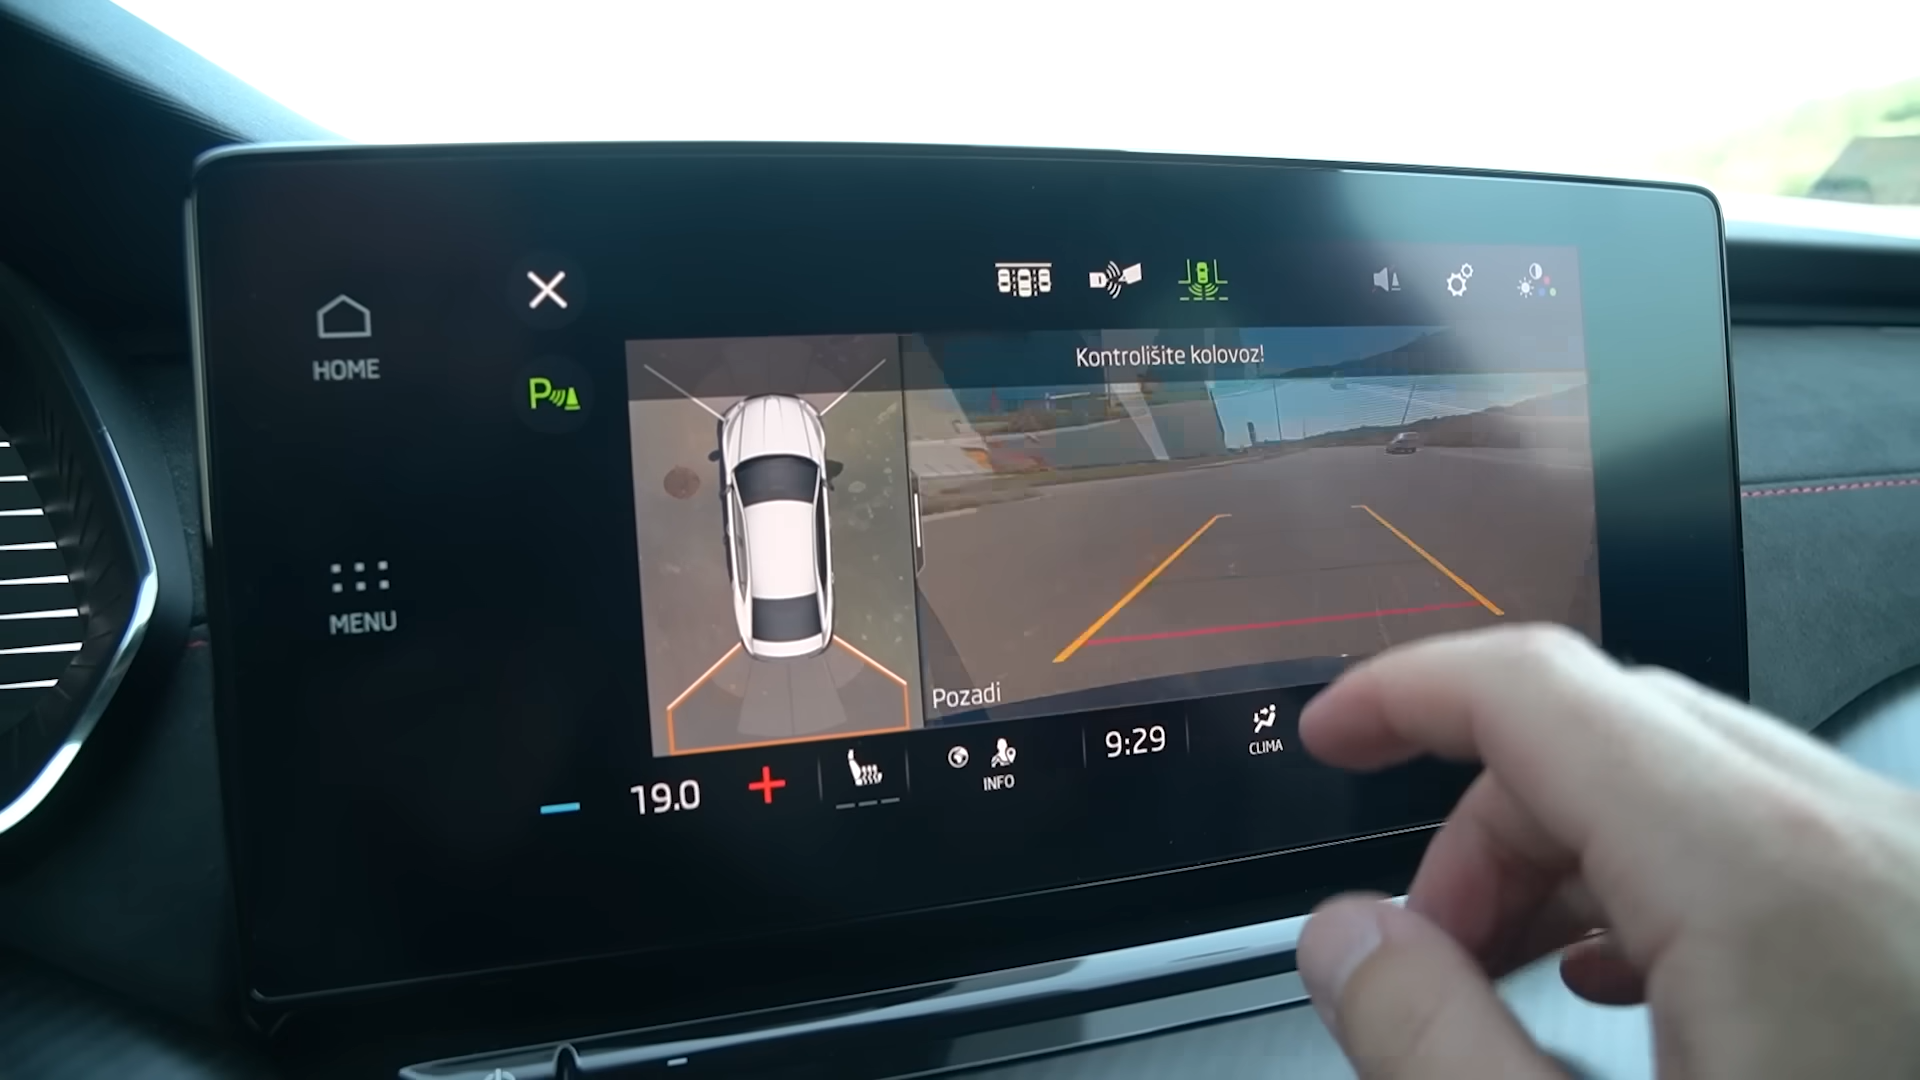 HOME
P
Kontrolišite kolovoz!
MENU
Pozadi
19.0
INFO
9:29
CLIMA